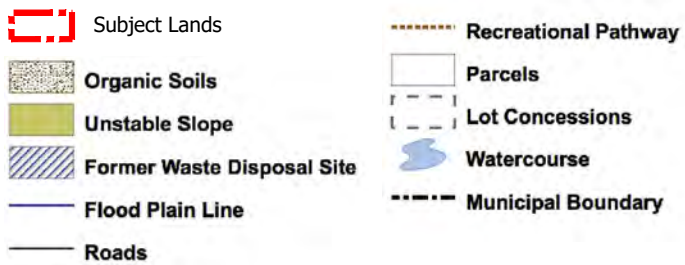 Subject Lands
Organic Soils
Unstable Slope
Former Waste Disposal Site
Flood Plain Line
Roads
Recreational Pathway
Parcels
Lot Concessions
Watercourse
Municipal Boundary